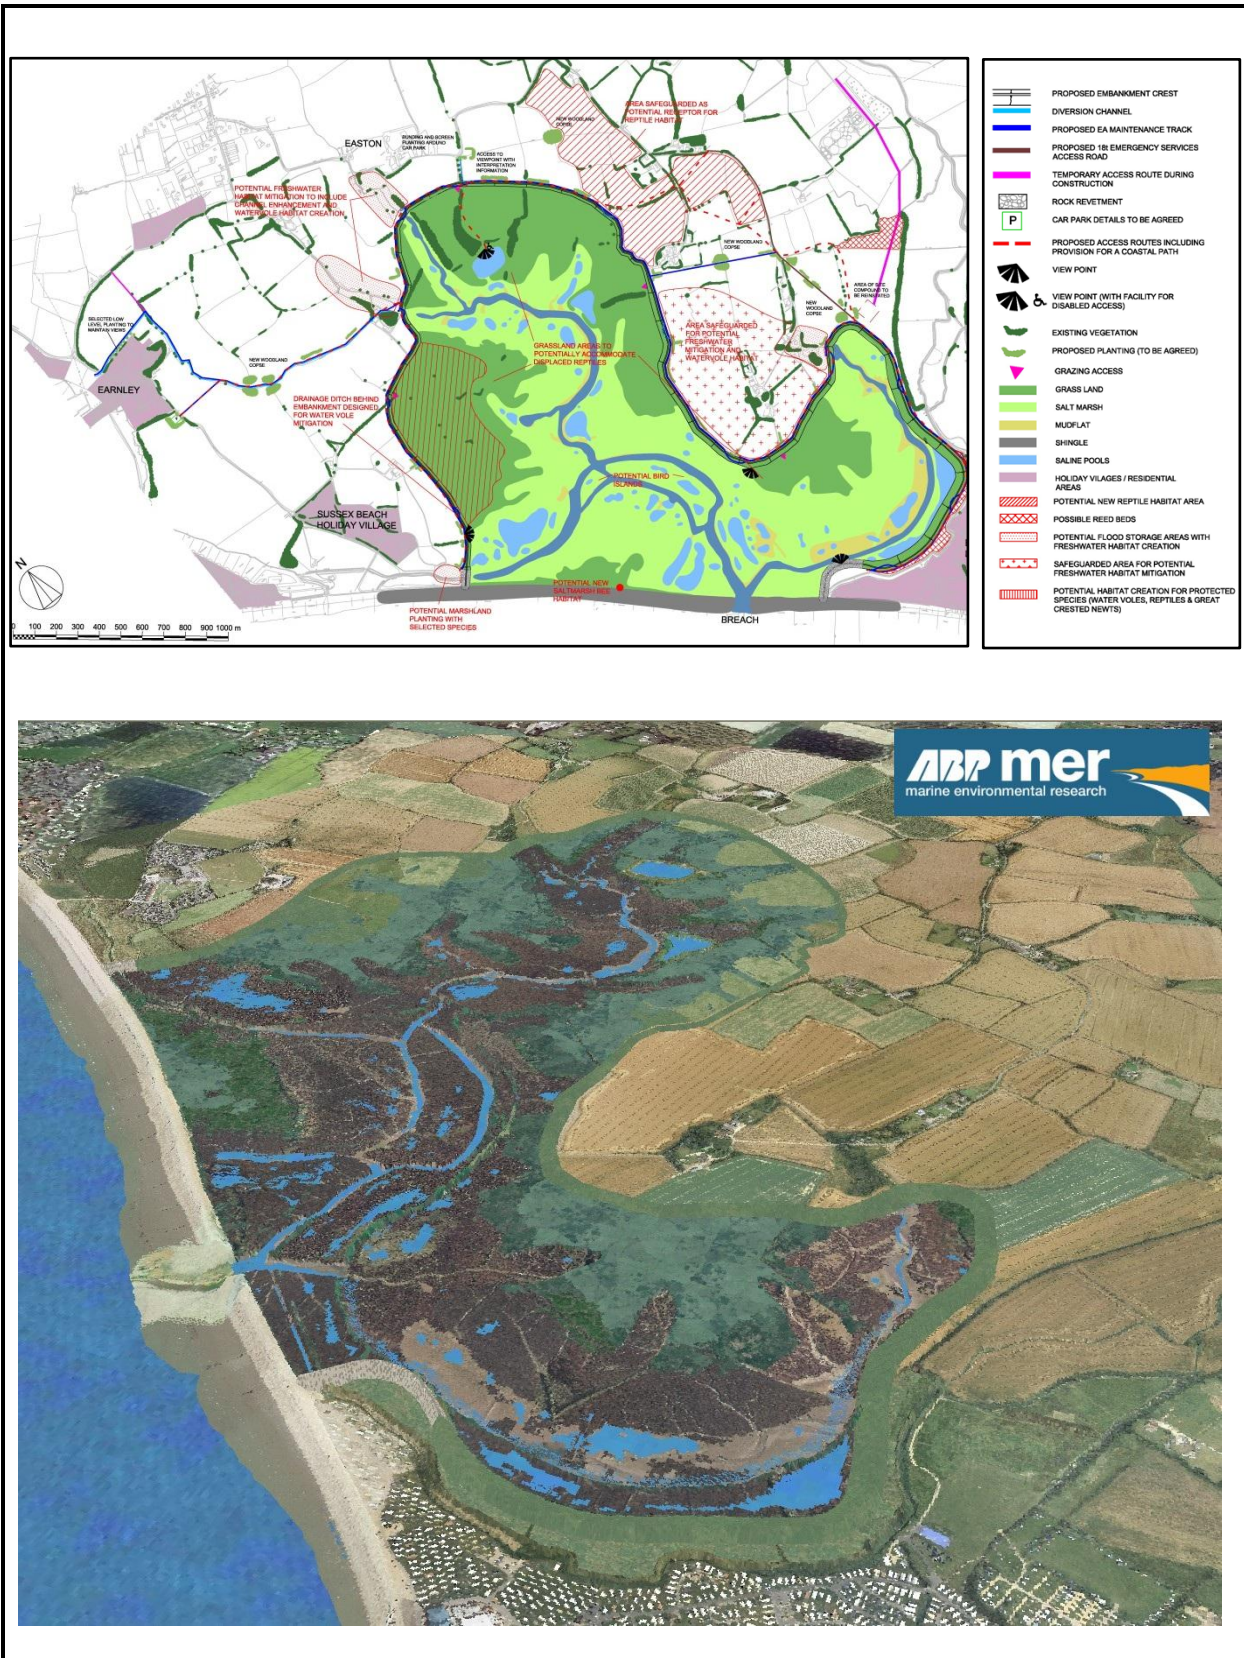 AREA SAFEGUARDED AS
POTENTIAL RECEPTOR FOR
REPTILE HABITAT
NEW WOODLAND
COPSE
EASTON
BUNDING AND SCREEN
PLANTING AROUND
CAR PARK
ACCESS TO
VIEWPOINT WITH
INTERPRETATION
INFORMATION
POTENTIAL FRESHWATER
HABITAT MITIGATION TO INCLUDE
CHANNEL ENHANCEMENT AND
WATERVOLE HABITAT CREATION
NEW WOODLAND
COPSE
AREA OF SITE
COMPOUND TO
BE REINSTATED
NEW
WOODLAND
COPSE
SELECTED LOW
LEVEL PLANTING TO
MAINTAIN VIEWS
AREA SAFEGUARDED
FOR POTENTIAL
FRESHWATER
MITIGATION AND
WATERVOLE HABITAT
GRASSLAND AREAS TO
POTENTIALLY ACCOMMODATE
DISPLACED REPTILES
NEW WOODLAND
COPSE
EARNLEY
DRAINAGE DITCH BEHIND
EMBANKMENT DESIGNED
FOR WATER VOLE
MITIGATION
POTENTIAL BIRD
ISLANDS
SUSSEX BEACH
HOLIDAY VILLAGE
POTENTIAL NEW
SALTMARSH BEE
HABITAT
POTENTIAL MARSHLAND
PLANTING WITH
SELECTED SPECIES
BREACH
N
0 100 200 300 400 500 600 700 800 900 1000 m
PROPOSED EMBANKMENT CREST
DIVERSION CHANNEL
PROPOSED EA MAINTENANCE TRACK
PROPOSED 18t EMERGENCY SERVICES
ACCESS ROAD
TEMPORARY ACCESS ROUTE DURING
CONSTRUCTION
ROCK REVETMENT
P CAR PARK DETAILS TO BE AGREED
PROPOSED ACCESS ROUTES INCLUDING
PROVISION FOR A COASTAL PATH
VIEW POINT
VIEW POINT (WITH FACILITY FOR
DISABLED ACCESS)
EXISTING VEGETATION
PROPOSED PLANTING (TO BE AGREED)
GRAZING ACCESS
GRASS LAND
SALT MARSH
MUDFLAT
SHINGLE
SALINE POOLS
HOLIDAY VILAGES / RESIDENTIAL
AREAS
POTENTIAL NEW REPTILE HABITAT AREA
POSSIBLE REED BEDS
POTENTIAL FLOOD STORAGE AREAS WITH
FRESHWATER HABITAT CREATION
SAFEGUARDED AREA FOR POTENTIAL
FRESHWATER HABITAT MITIGATION
POTENTIAL HABITAT CREATION FOR PROTECTED
SPECIES (WATER VOLES, REPTILES & GREAT
CRESTED NEWTS)
ABP mer
marine environmental research